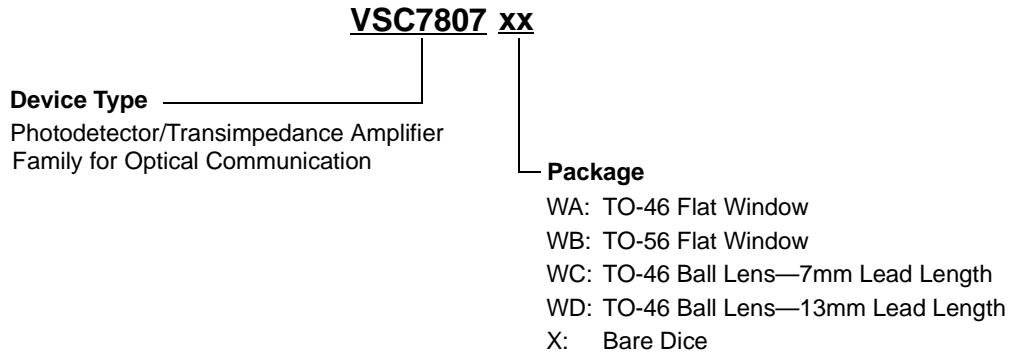 VSC7807 xx
Device Type
Photodetector/Transimpedance Amplifier
Family for Optical Communication
Package
WA: TO-46 Flat Window
WB: TO-56 Flat Window
WC: TO-46 Ball Lens—7mm Lead Length
WD: TO-46 Ball Lens—13mm Lead Length
X: Bare Dice